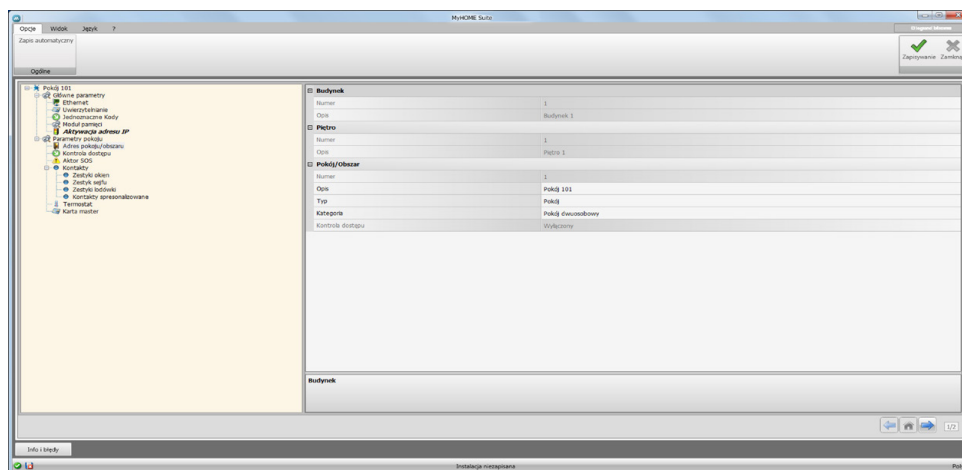 MyHOME Suite
Opcje Widok Język ?
Zapis automatyczny
Zapisywanie Zamknąć
Ogólne
Pokój 101
Główne parametry
Ethernet
Uwierzytelnianie
Jednoznaczne Kody
Moduł pamięci
Aktywacja adresu IP
Parametry pokoju
Adres pokoju/obszaru
Kontrola dostępu
Aktor SOS
Kontakty
Zestyki okien
Zestyk sejfu
Zestyki lodówki
Kontakty spresonalizowane
Termostat
Karta master
Budynek
Numer 1
Opis Budynek 1
Piętro
Numer 1
Opis Piętro 1
Pokój/Obszar
Numer 1
Opis Pokój 101
Typ Pokój
Kategoria Pokój dwuosobowy
Kontrola dostępu Wyłączony
Budynek
1/2
Info i błędy
Instalacja niezapisana